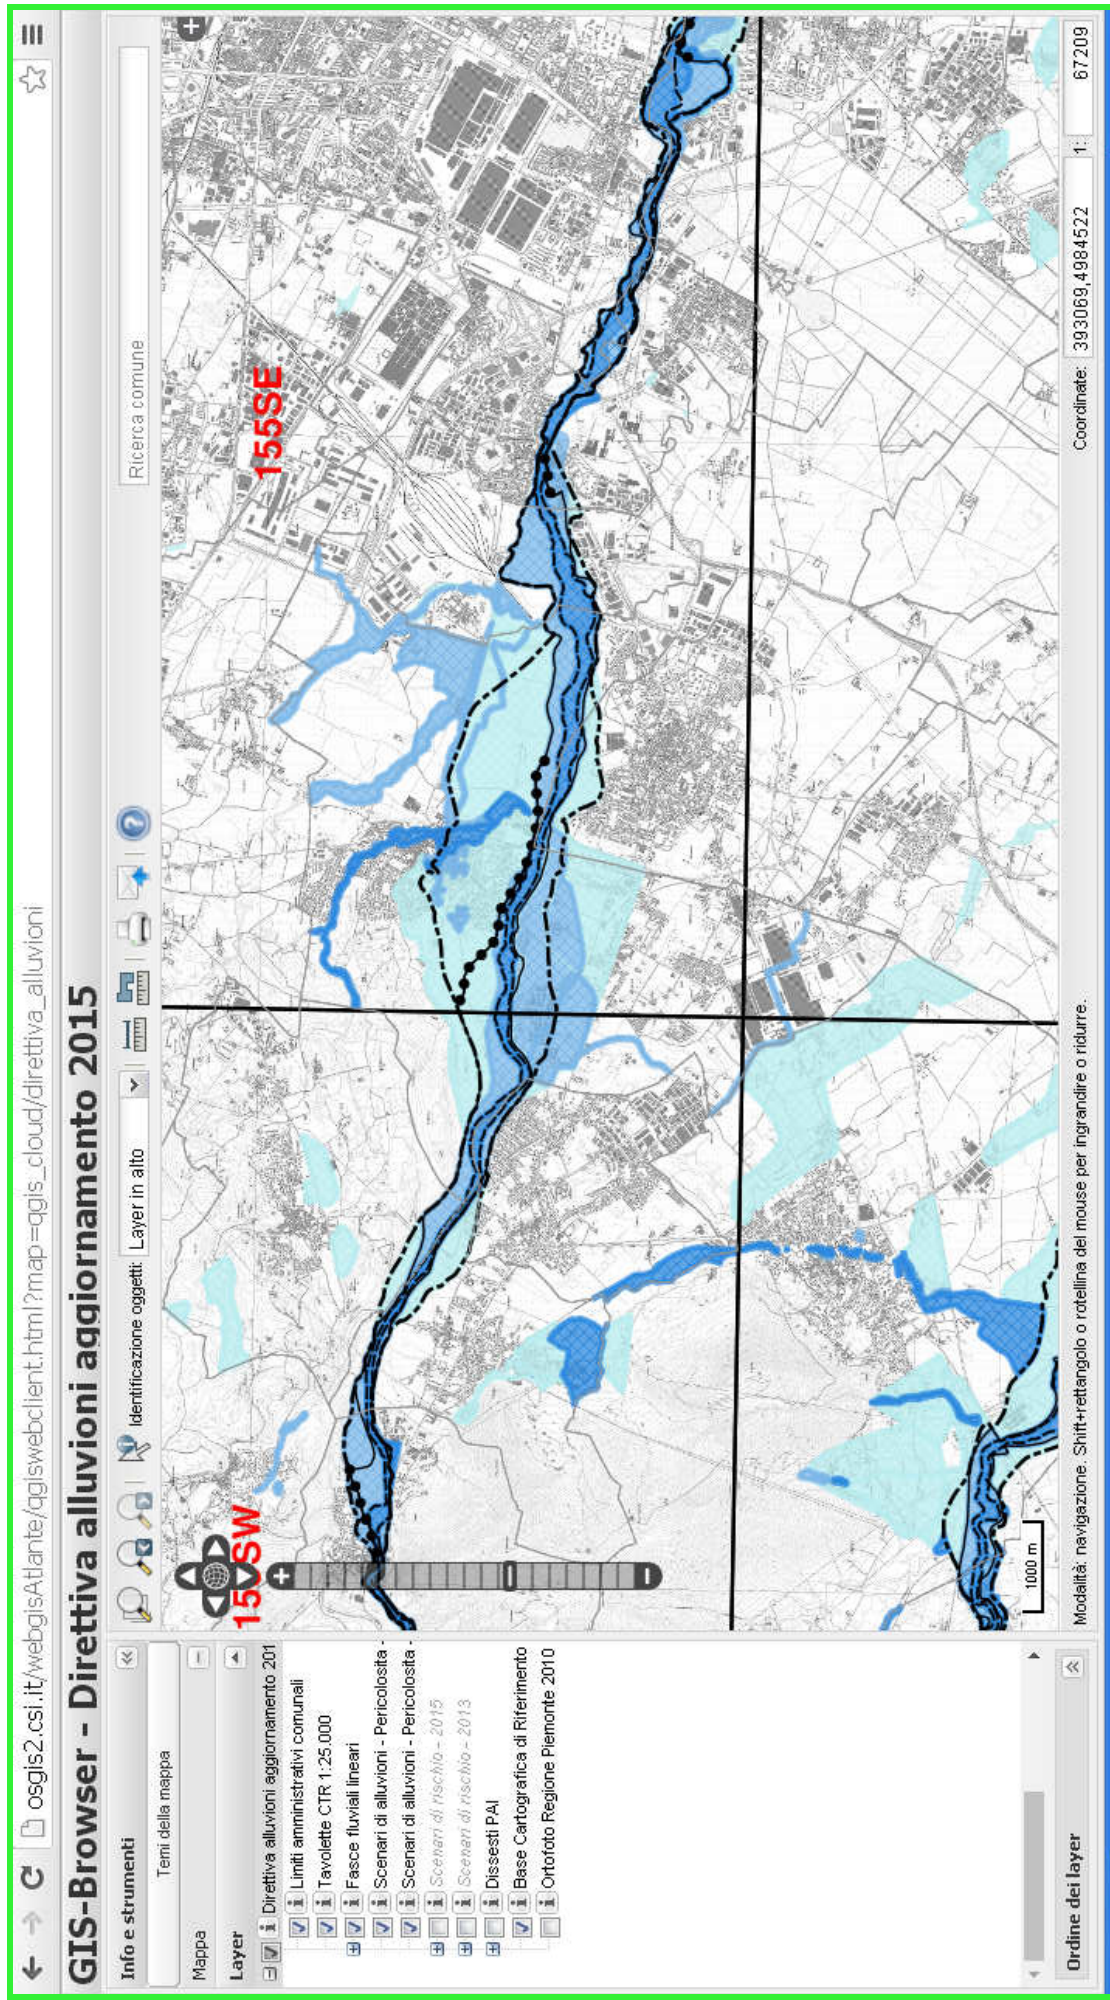 osgis2.csi.it/webgisAtlante/qgiswebclient.html?map=qgis_cloud/direttiva_alluvioni
GIS-Browser - Direttiva alluvioni aggiornamento 2015
Info e strumenti
Temi della mappa
Mappa
Layer
Direttiva alluvioni aggiornamento 201
Limiti amministrativi comunali
Tavolette CTR 1:25.000
Fasce fluviali lineari
Scenari di alluvioni - Pericolosita -
Scenari di alluvioni - Pericolosita -
Scenari di rischio - 2015
Scenari di rischio - 2013
Dissesti PAI
Base Cartografica di Riferimento
Ortofoto Regione Piemonte 2010
Ordine dei layer
Identificazione oggetti: Layer in alto
Ricerca comune
155SE
SW
1000 m
Modalità: navigazione. Shift+rettangolo o rotellina del mouse per ingrandire o ridurre.
Coordinate: 393069,4984522 1: 67209